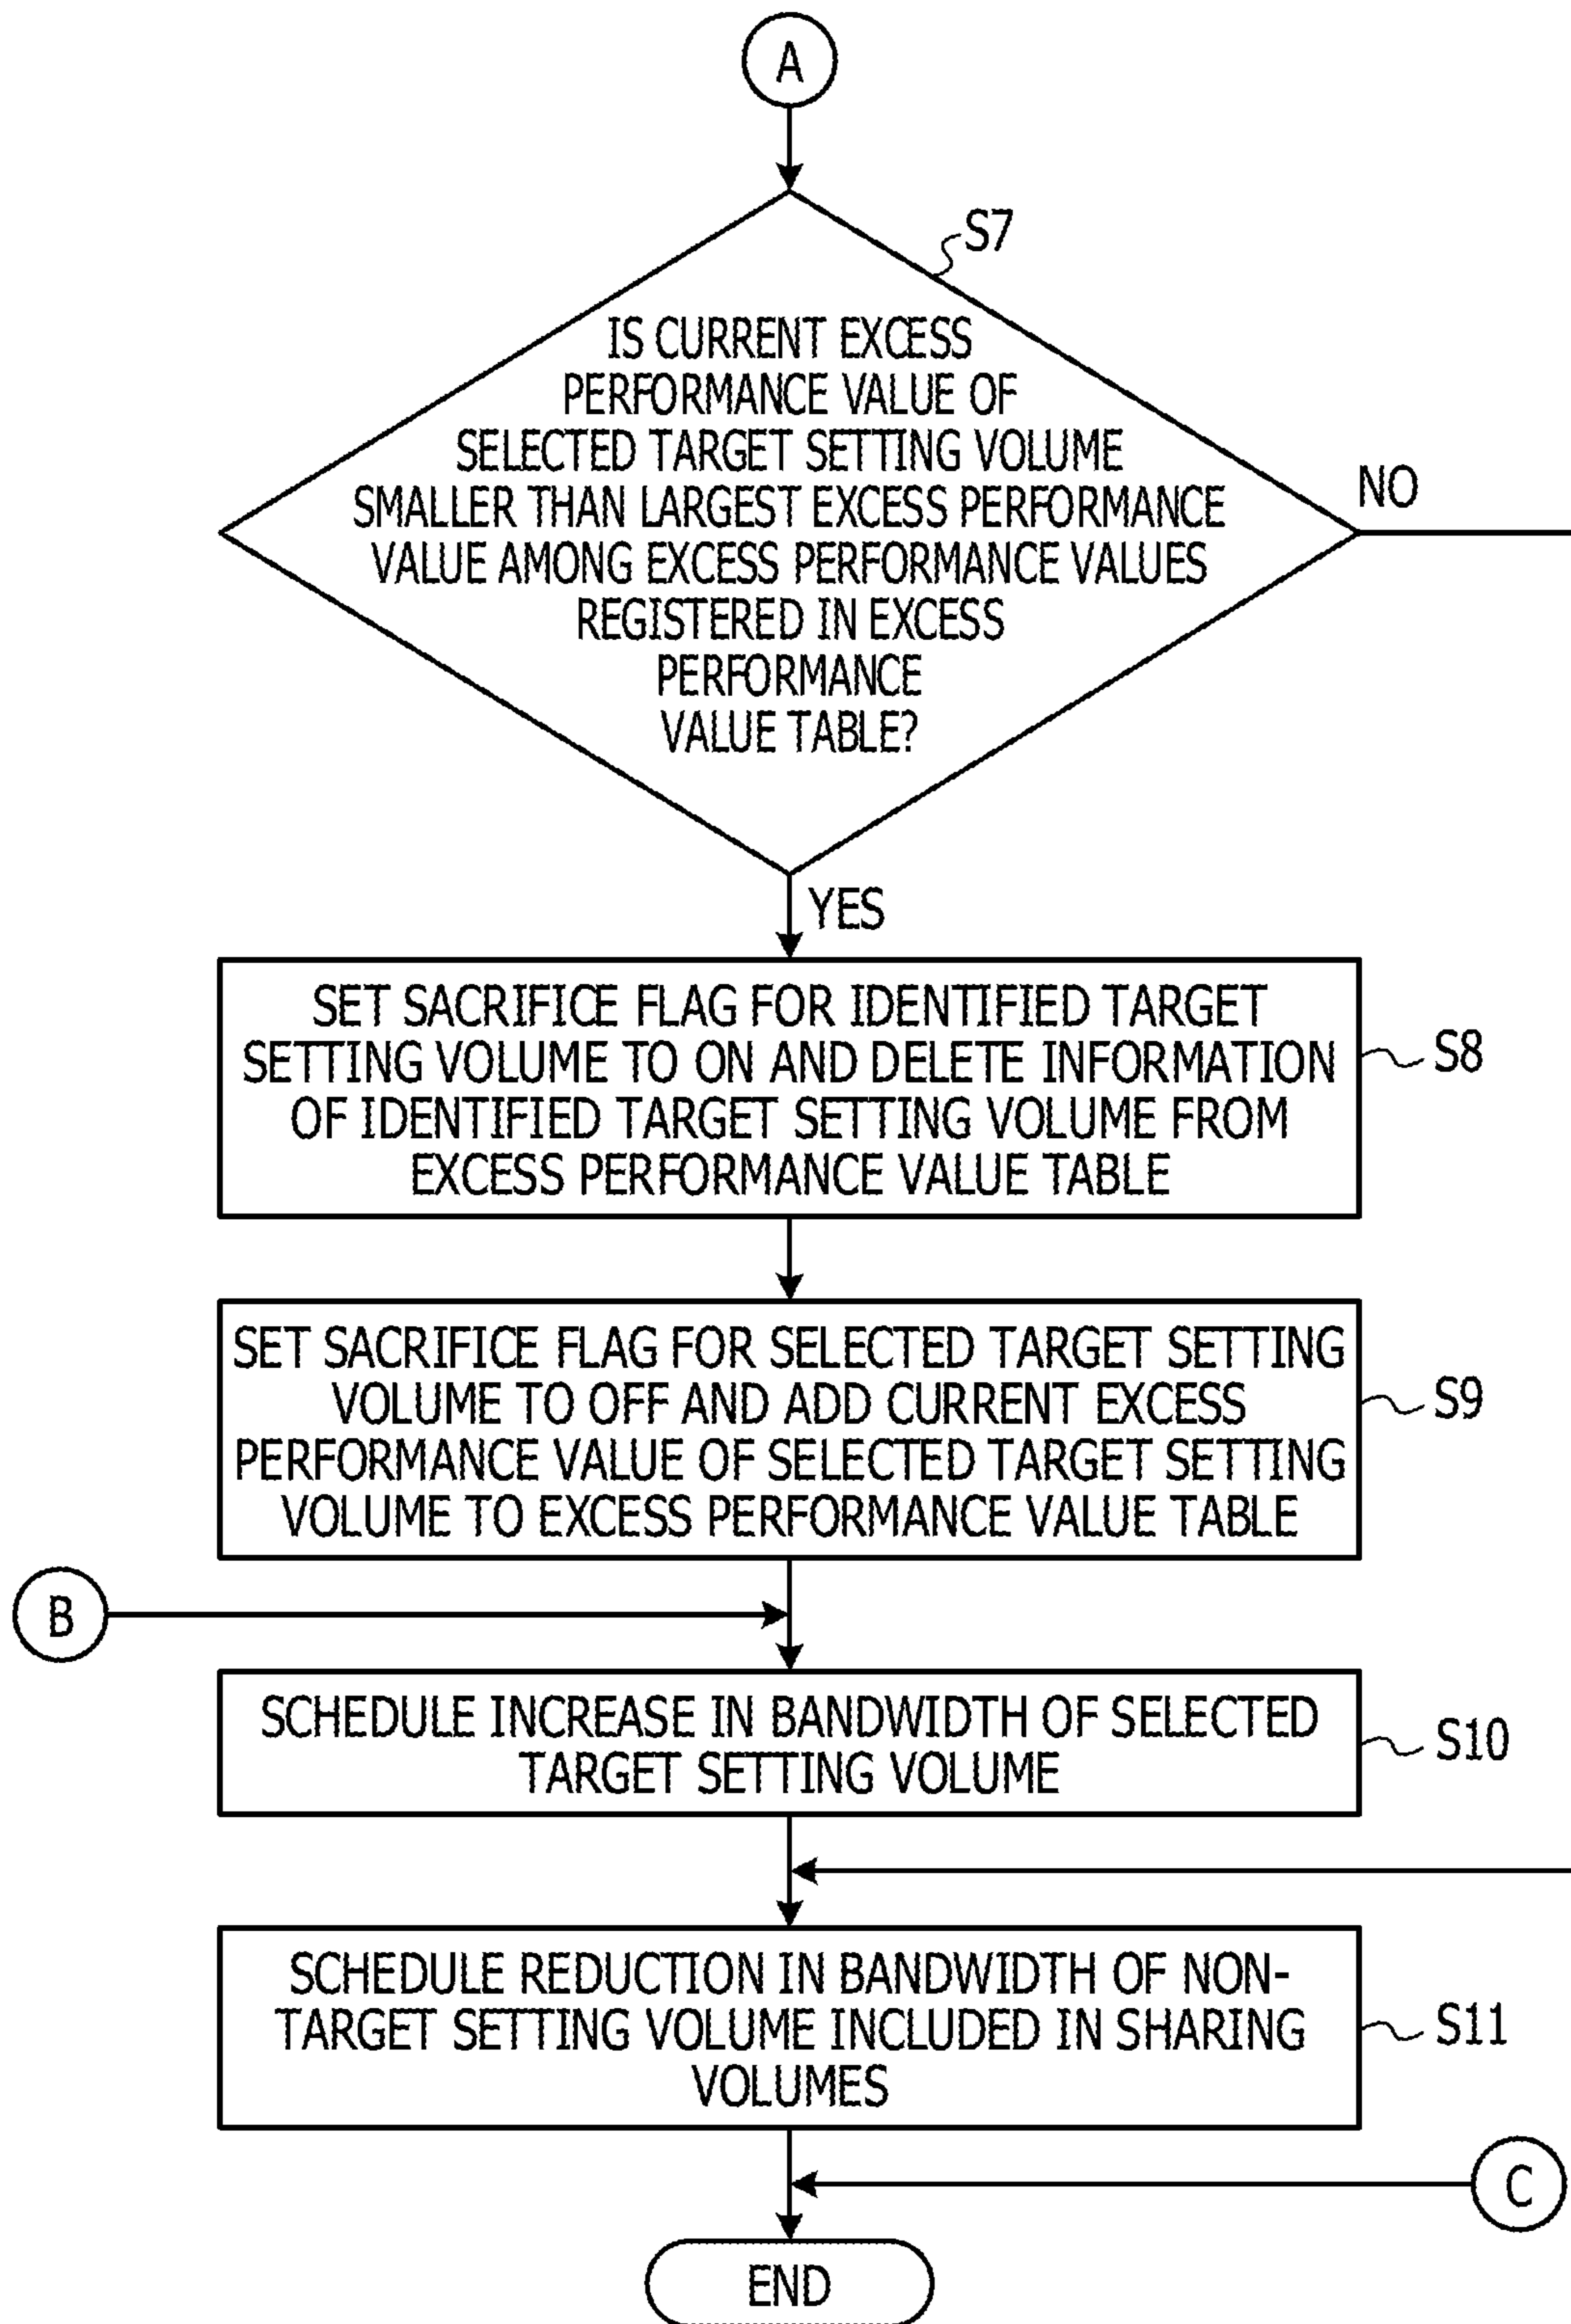 A
S7
IS CURRENT EXCESS
PERFORMANCE VALUE OF
SELECTED TARGET SETTING VOLUME
SMALLER THAN LARGEST EXCESS PERFORMANCE
VALUE AMONG EXCESS PERFORMANCE VALUES
REGISTERED IN EXCESS
PERFORMANCE
VALUE TABLE?
NO
YES
SET SACRIFICE FLAG FOR IDENTIFIED TARGET
SETTING VOLUME TO ON AND DELETE INFORMATION
OF IDENTIFIED TARGET SETTING VOLUME FROM
EXCESS PERFORMANCE VALUE TABLE
S8
SET SACRIFICE FLAG FOR SELECTED TARGET SETTING
VOLUME TO OFF AND ADD CURRENT EXCESS
PERFORMANCE VALUE OF SELECTED TARGET SETTING
VOLUME TO EXCESS PERFORMANCE VALUE TABLE
S9
B
SCHEDULE INCREASE IN BANDWIDTH OF SELECTED
TARGET SETTING VOLUME
S10
SCHEDULE REDUCTION IN BANDWIDTH OF NON-
TARGET SETTING VOLUME INCLUDED IN SHARING
VOLUMES
S11
C
END